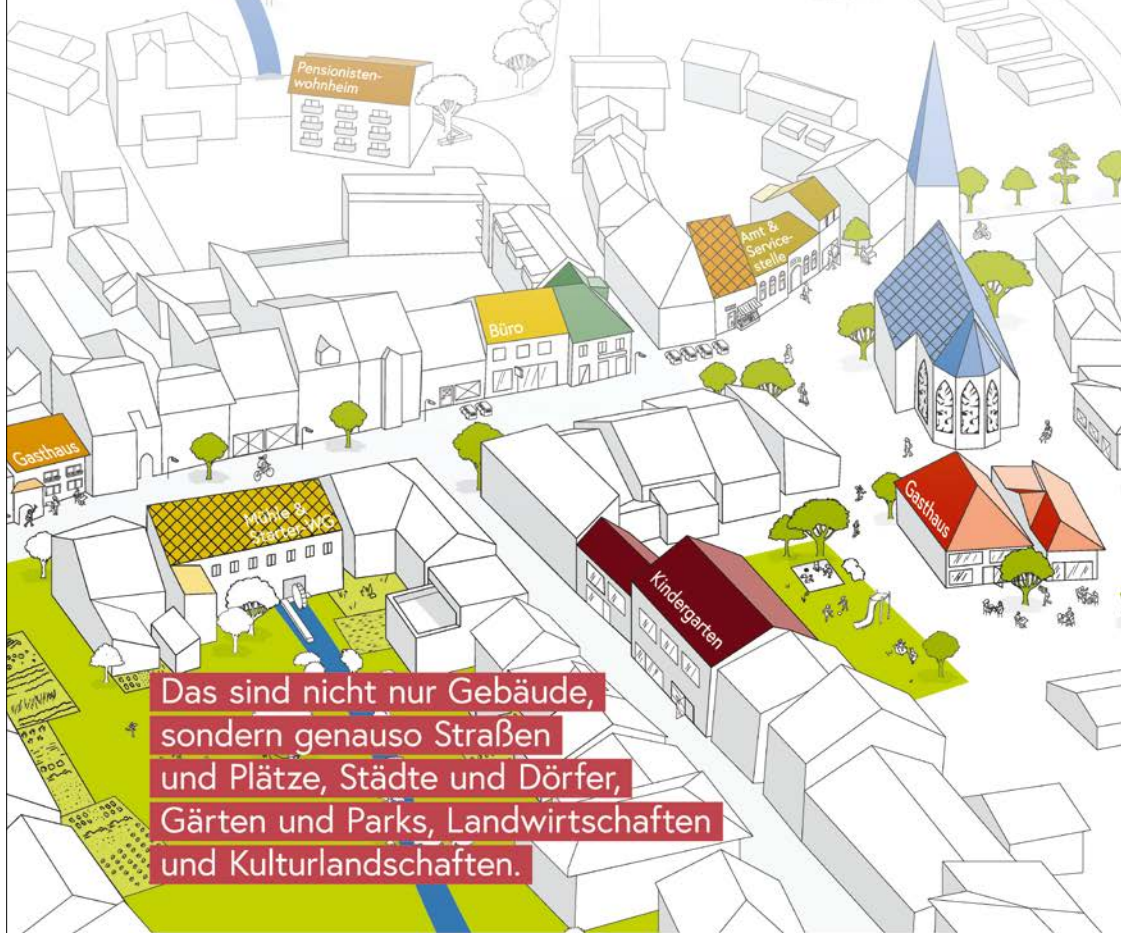 Pensionisten-
wohnheim
Amt &
Service-
stelle
Büro
Gasthaus
Mühle &
Starter-WG
Gasthaus
Kindergarten
Das sind nicht nur Gebäude,
sondern genauso Straßen
und Plätze, Städte und Dörfer,
Gärten und Parks, Landwirtschaften
und Kulturlandschaften.